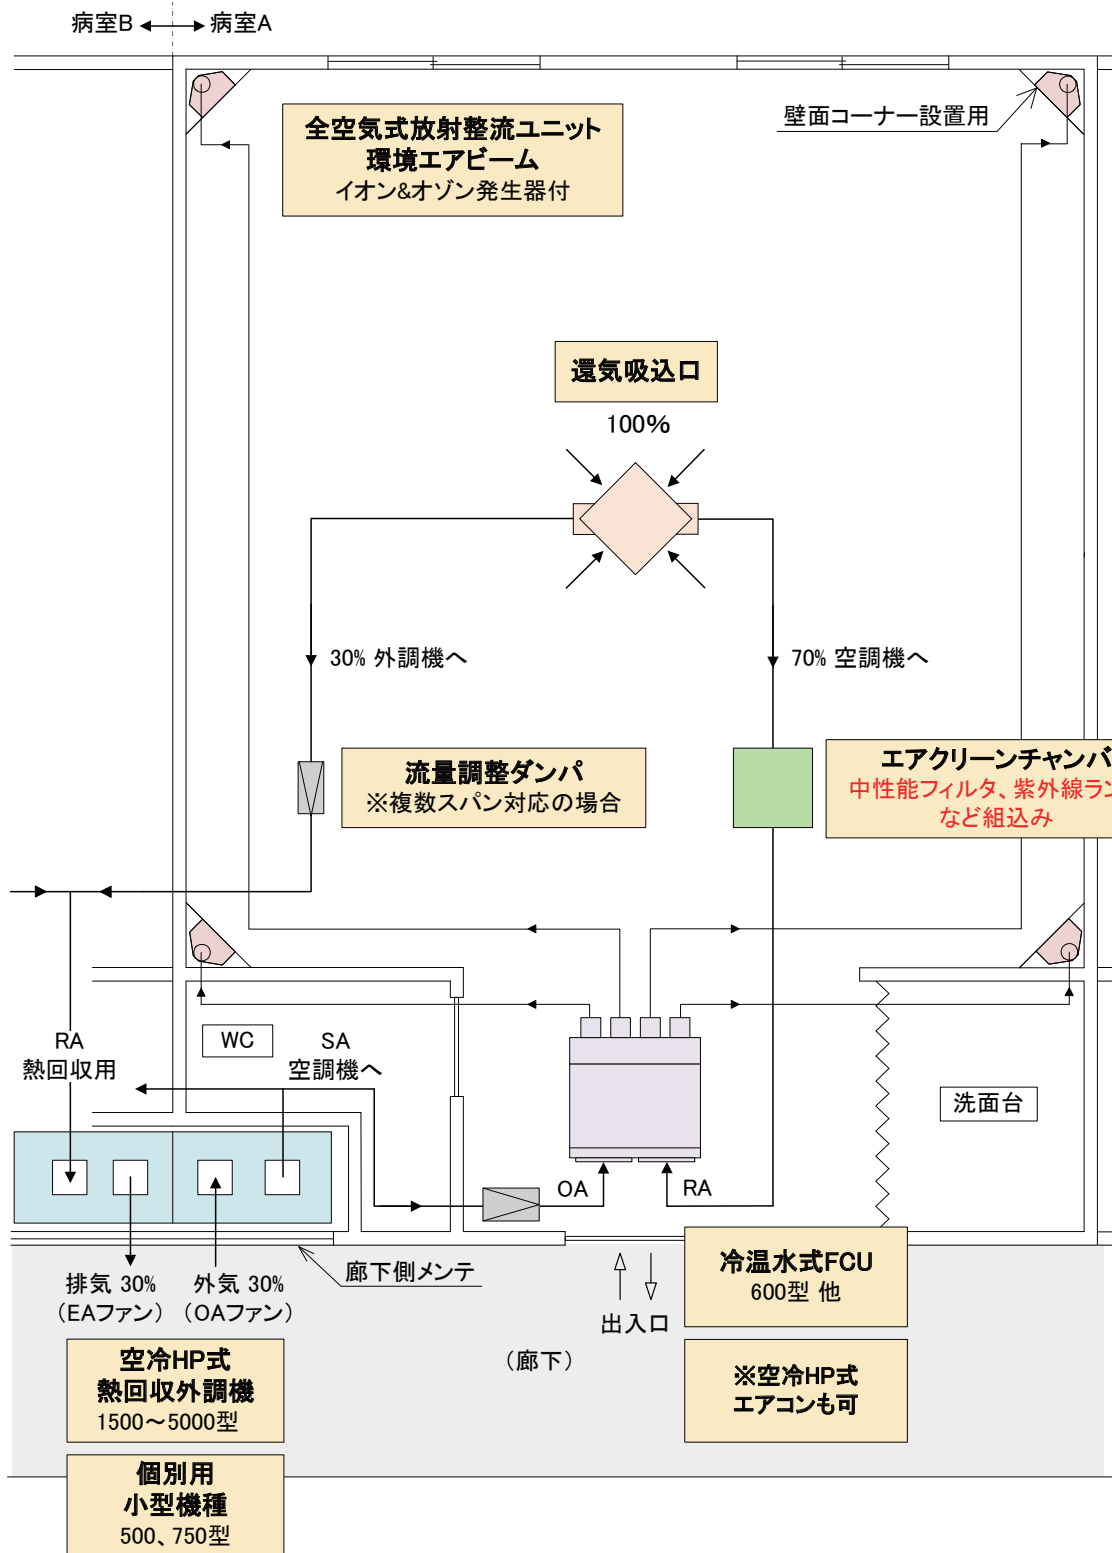 病室B 病室A
全空気式放射整流ユニット
環境エアビーム
イオン&オゾン発生器付
壁面コーナー設置用
還気吸込口
100%
30% 外調機へ
70% 空調機へ
流量調整ダンパ
※複数スパン対応の場合
エアクリーンチャンバ
中性能フィルタ、紫外線ラン
など組込み
RA
熱回収用
WC
SA
空調機へ
洗面台
OA
RA
廊下側メンテ
排気 30%
(EAファン)
外気 30%
(OAファン)
出入口
冷温水式FCU
600型 他
(廊下)
空冷HP式
熱回収外調機
1500~5000型
※空冷HP式
エアコンも可
個別用
小型機種
500、750型